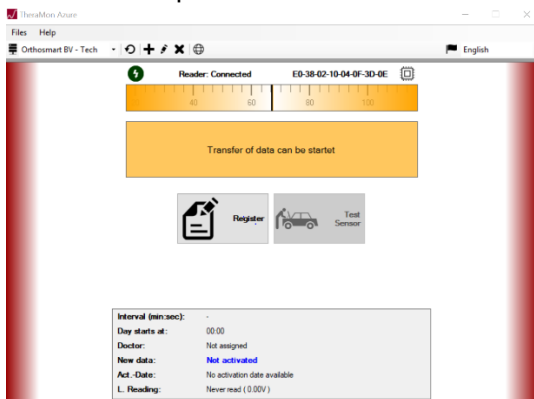 TheraMon Azure
Files Help
Orthosmart BV - Tech English
Reader: Connected E0-38-02-10-04-0F-3D-0E
40 60 80 100
Transfer of data can be startet
Register Test
Sensor
Interval (min:sec): -
Day starts at: 00:00
Doctor: Not assigned
New data: Not activated
Act.-Date: No activation date available
L. Reading: Never read ( 0.00V )